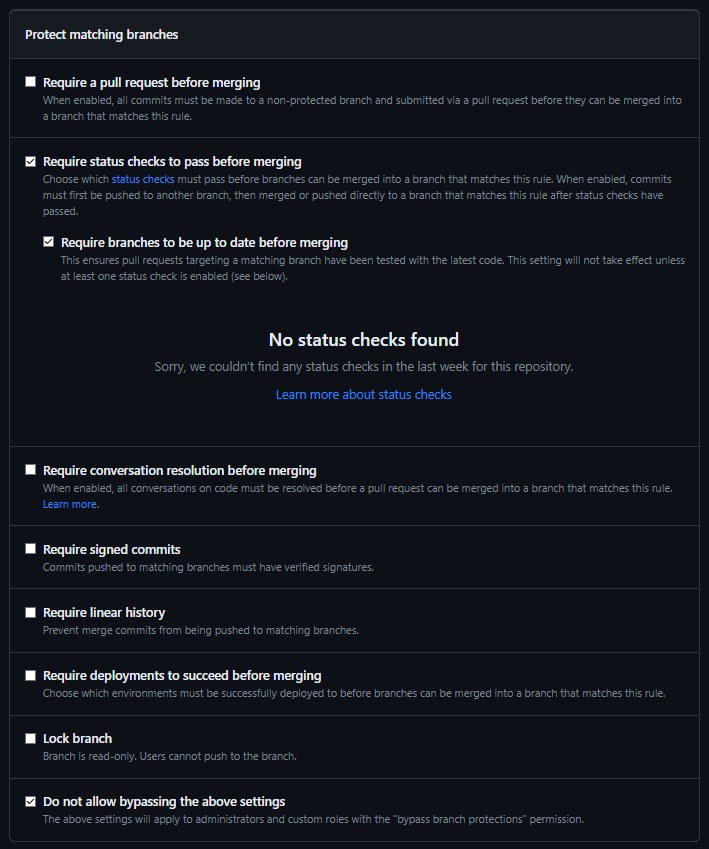 Protect matching branches
Require a pull request before merging
When enabled, all commits must be made to a non-protected branch and submitted via a pull request before they can be merged into
a branch that matches this rule.
Require status checks to pass before merging
Choose which status checks must pass before branches can be merged into a branch that matches this rule. When enabled, commits
must first be pushed to another branch, then merged or pushed directly to a branch that matches this rule after status checks have
passed.
Require branches to be up to date before merging
This ensures pull requests targeting a matching branch have been tested with the latest code. This setting will not take effect unless
at least one status check is enabled (see below).
No status checks found
Sorry, we couldn't find any status checks in the last week for this repository.
Learn more about status checks
Require conversation resolution before merging
When enabled, all conversations on code must be resolved before a pull request can be merged into a branch that matches this rule.
Learn more.
Require signed commits
Commits pushed to matching branches must have verified signatures.
Require linear history
Prevent merge commits from being pushed to matching branches.
Require deployments to succeed before merging
Choose which environments must be successfully deployed to before branches can be merged into a branch that matches this rule.
Lock branch
Branch is read-only. Users cannot push to the branch.
Do not allow bypassing the above settings
The above settings will apply to administrators and custom roles with the "bypass branch protections" permission.